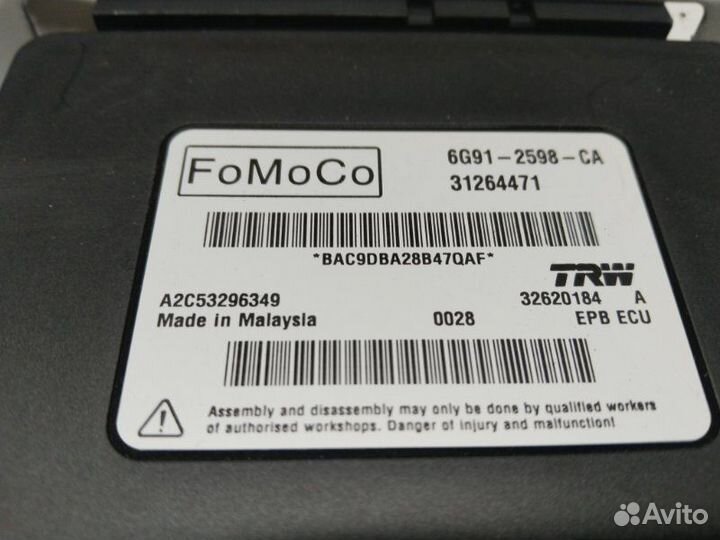 FoMoCo
6G91-2598-CA
31264471
*BAC9DBA28B47QAF*
TRW
A2C53296349
32620184 A
Made in Malaysia 0028 EPB ECU
Assembly and disassembly may only be done by qualified workers
of authorised workshops. Danger of injury and malfunction!
Avito